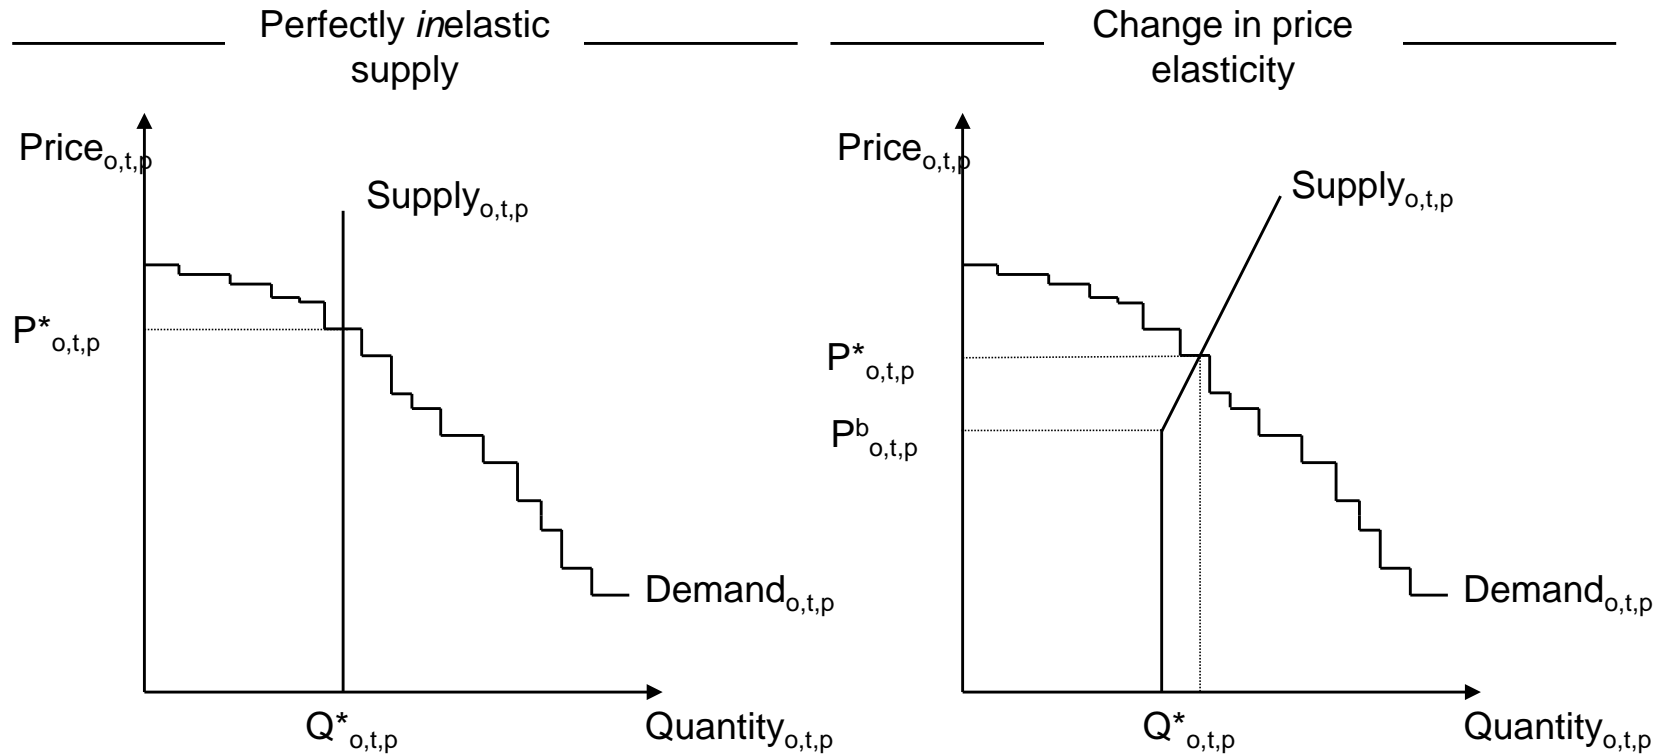 Perfectly inelastic
supply
Price_o,t,p
Supply_o,t,p
P*_o,t,p
Demand_o,t,p
Q*_o,t,p
Quantity_o,t,p
Change in price
elasticity
Price_o,t,p
Supply_o,t,p
P*_o,t,p
P^b_o,t,p
Demand_o,t,p
Q*_o,t,p
Quantity_o,t,p